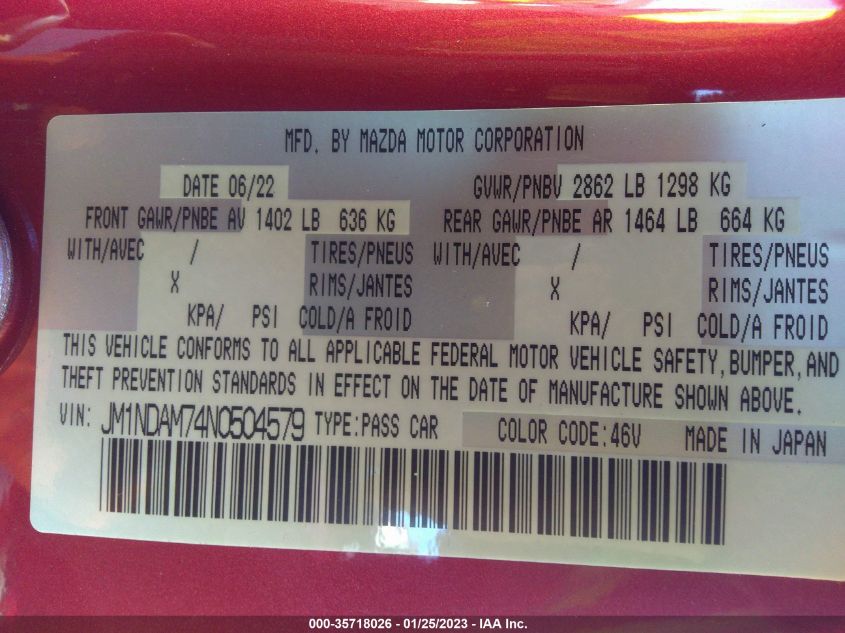 MFD. BY MAZDA MOTOR CORPORATION
DATE 06/22 GVWR/PNBV 2862 LB 1298 KG
FRONT GAWR/PNBE AV 1402 LB 636 KG REAR GAWR/PNBE AR 1464 LB 664 KG
WITH/AVEC / TIRES/PNEUS WITH/AVEC / TIRES/PNEUS
X RIMS/JANTES X RIMS/JANTES
KPA/ PSI COLD/A FROID KPA/ PSI COLD/A FROID
THIS VEHICLE CONFORMS TO ALL APPLICABLE FEDERAL MOTOR VEHICLE SAFETY, BUMPER, AND
THEFT PREVENTION STANDARDS IN EFFECT ON THE DATE OF MANUFACTURE SHOWN ABOVE.
VIN: JM1NDAM74N0504579 TYPE:PASS CAR COLOR CODE:46V MADE IN JAPAN
000-35718026 - 01/25/2023 - IAA Inc.